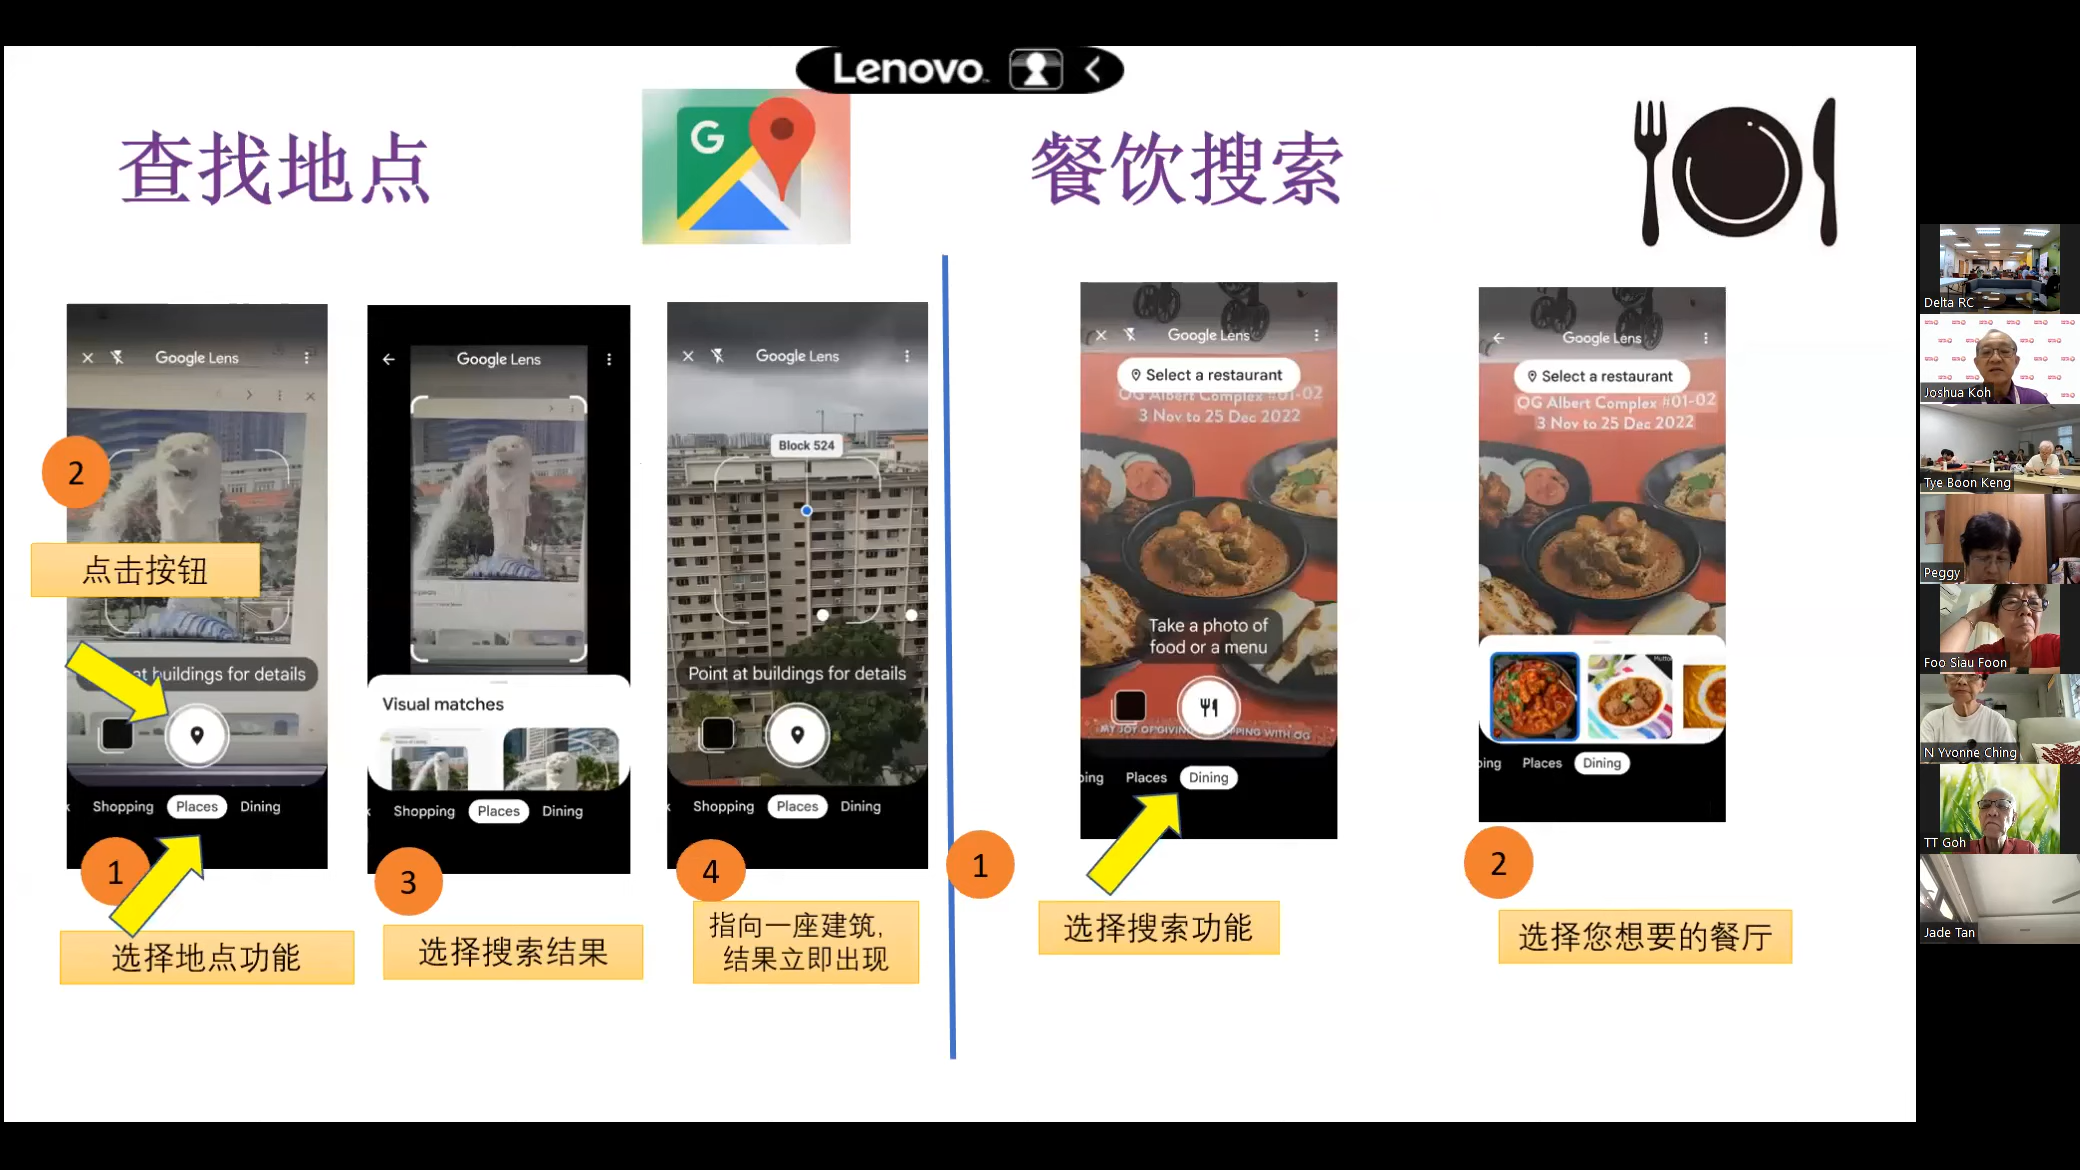 Lenovo
查找地点
G
餐饮搜索
Google Lens
2
点击按钮
at buildings for details
Shopping Places Dining
1
选择地点功能
Google Lens
Visual matches
Shopping Places Dining
3
选择搜索结果
Google Lens
Block 524
Point at buildings for details
Shopping Places Dining
4
指向一座建筑,
结果立即出现
Google Lens
Select a restaurant
OG Albert Complex #01-02
3 Nov to 25 Dec 2022
Take a photo of
food or a menu
Places Dining
1
选择搜索功能
Google Lens
Select a restaurant
OG Albert Complex #01-02
3 Nov to 25 Dec 2022
Places Dining
2
选择您想要的餐厅
Delta RC
Joshua Koh
Tye Boon Keng
Peggy
Foo Siau Foon
N Yvonne Ching
TT Goh
Jade Tan